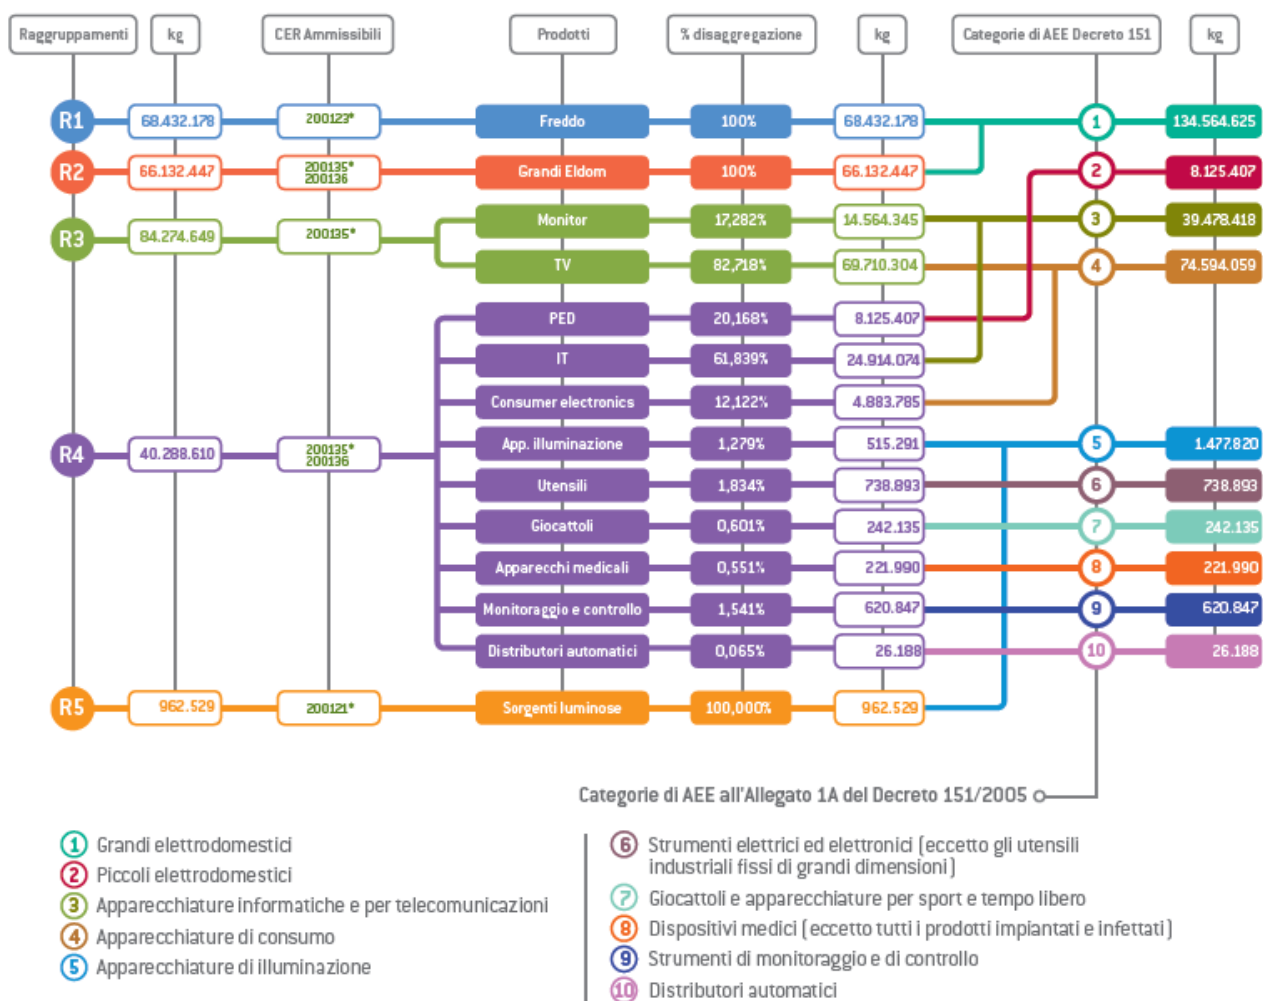 Raggruppamenti kg CER Ammissibili Prodotti % disaggregazione kg Categorie di AEE Decreto 151 kg
R1 68.432.178 200123* Freddo 100% 68.432.178 1 134.564.625
R2 66.132.447 200135* Grandi Eldom 100% 66.132.447 2 8.125.407
200136
R3 84.274.649 200135* Monitor 17,282% 14.564.345 3 39.478.418
TV 82,718% 69.710.304 4 74.594.059
PED 20,168% 8.125.407
IT 61,839% 24.914.074
Consumer electronics 12,122% 4.883.785
R4 40.288.610 200135* App. illuminazione 1,279% 515.291 5 1.477.820
200136
Utensili 1,834% 738.893 6 738.893
Giocattoli 0,601% 242.135 7 242.135
Apparecchi medicali 0,551% 221.990 8 221.990
Monitoraggio e controllo 1,541% 620.847 9 620.847
Distributori automatici 0,065% 26.188 10 26.188
R5 962.529 200121* Sorgenti luminose 100,000% 962.529
Categorie di AEE all'Allegato 1A del Decreto 151/2005
1 Grandi elettrodomestici
2 Piccoli elettrodomestici
3 Apparecchiature informatiche e per telecomunicazioni
4 Apparecchiature di consumo
5 Apparecchiature di illuminazione
6 Strumenti elettrici ed elettronici (eccetto gli utensili
industriali fissi di grandi dimensioni)
7 Giocattoli e apparecchiature per sport e tempo libero
8 Dispositivi medici (eccetto tutti i prodotti impiantati e infettati)
9 Strumenti di monitoraggio e di controllo
10 Distributori automatici